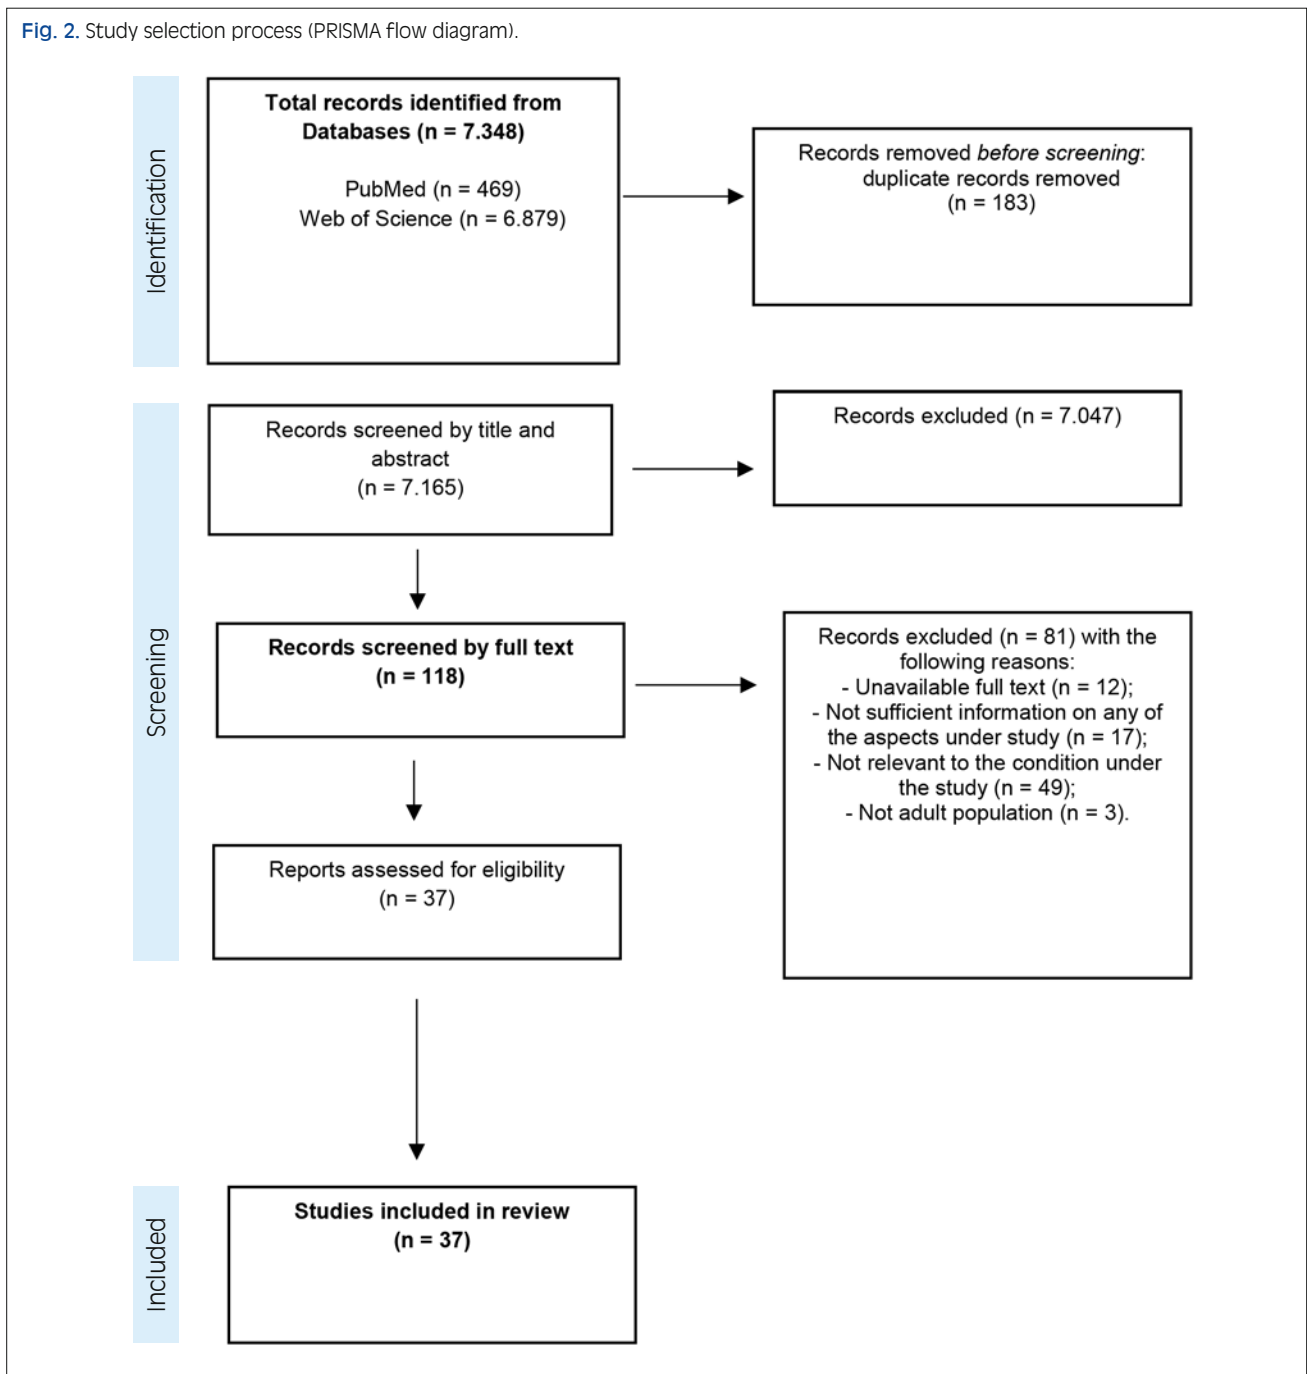 Fig. 2. Study selection process (PRISMA flow diagram).
Identification
Total records identified from
Databases (n = 7.348)
PubMed (n = 469)
Web of Science (n = 6.879)
Records removed before screening:
duplicate records removed
(n = 183)
Screening
Records screened by title and
abstract
(n = 7.165)
Records excluded (n = 7.047)
Records screened by full text
(n = 118)
Records excluded (n = 81) with the
following reasons:
- Unavailable full text (n = 12);
- Not sufficient information on any of
the aspects under study (n = 17);
- Not relevant to the condition under
the study (n = 49);
- Not adult population (n = 3).
Reports assessed for eligibility
(n = 37)
Included
Studies included in review
(n = 37)